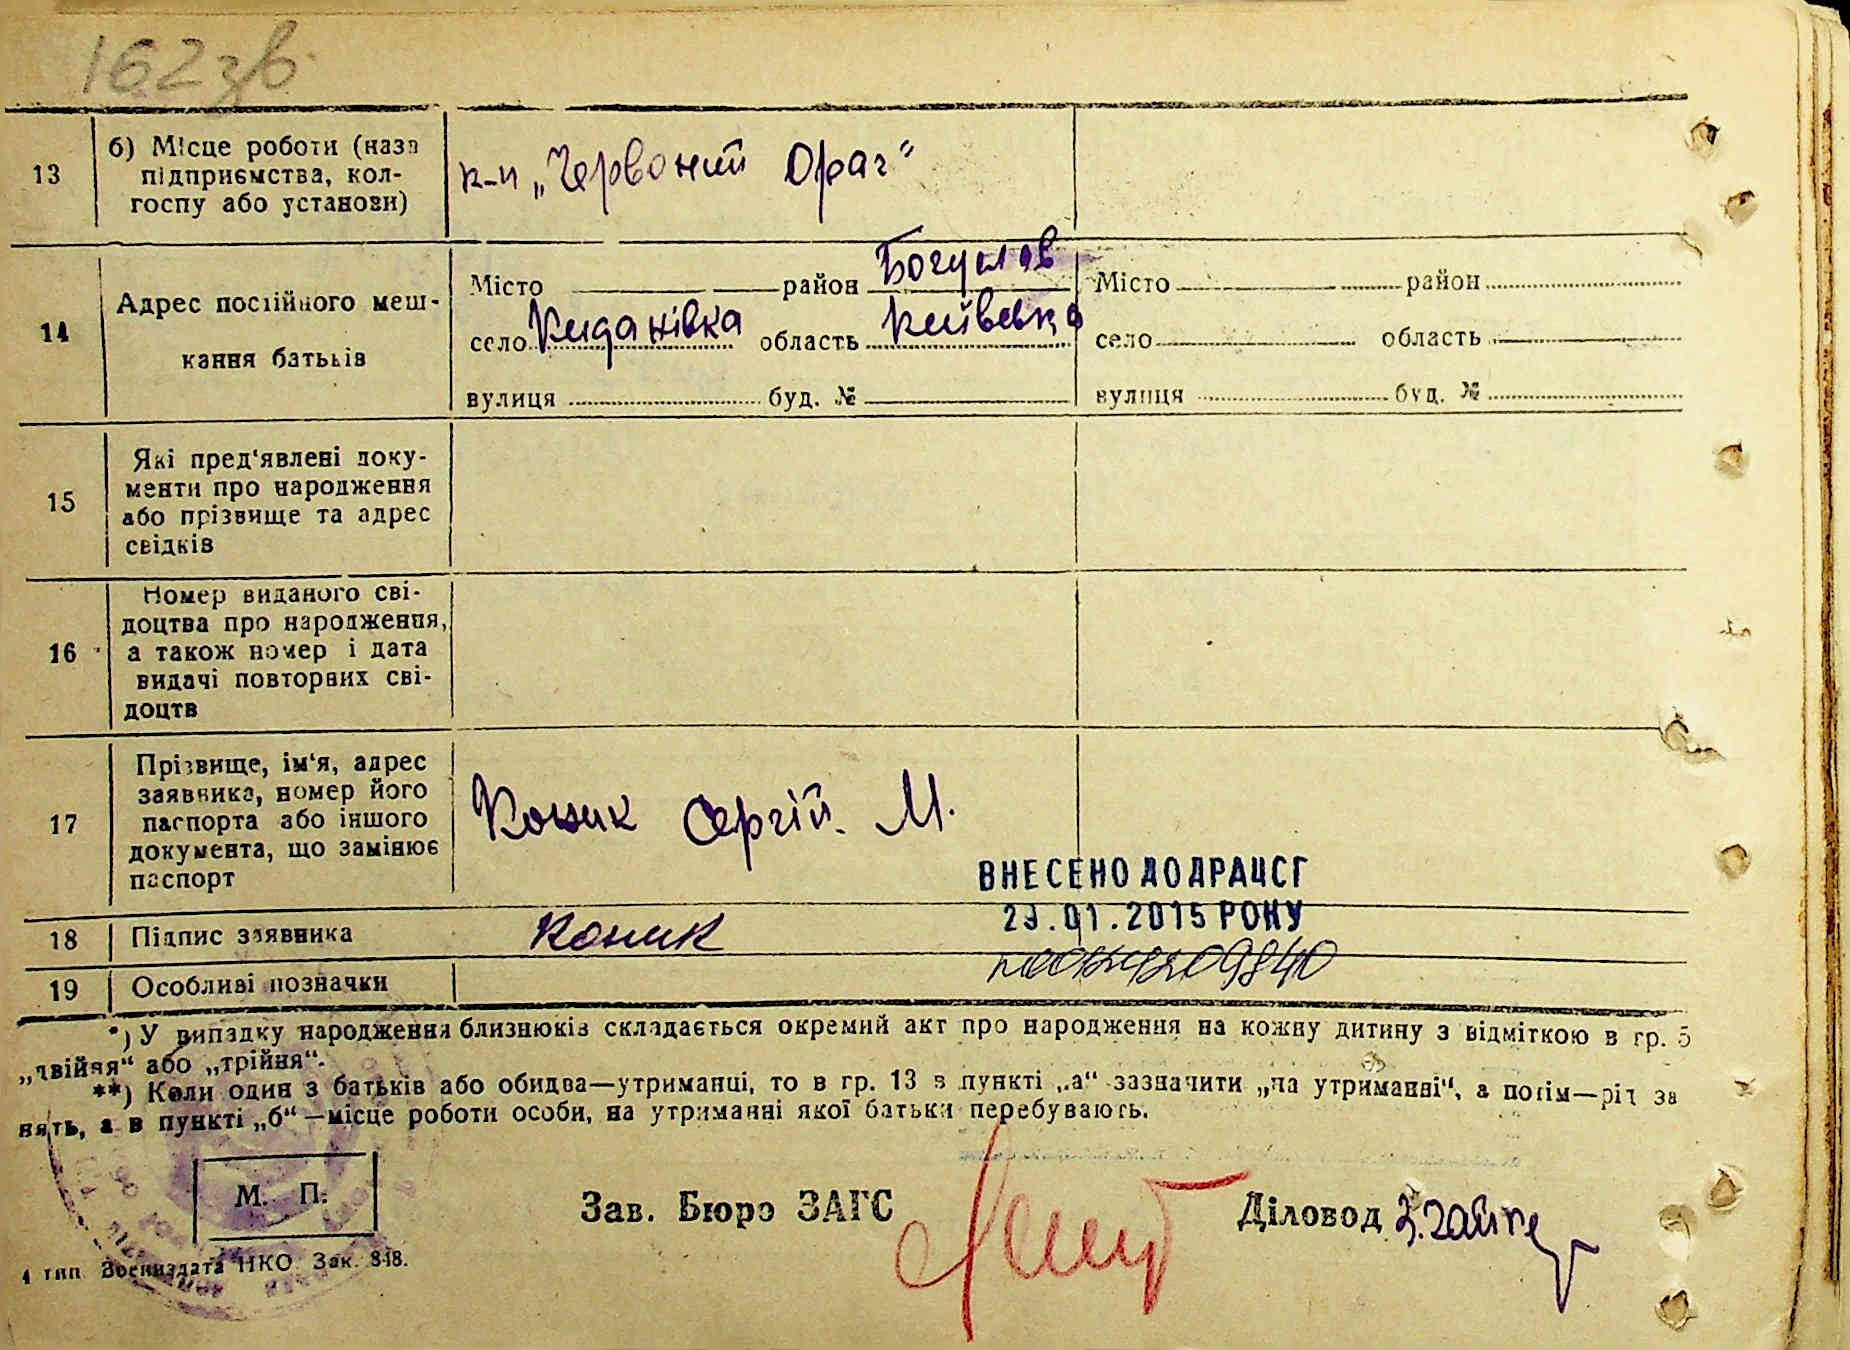 162зв.
13
б) Місце роботи (назва
підприємства, кол-
госпу або установи)
к-п „Червоний Орач“
14
Адрес постійного меш-
кання батьків
Місто район Богуслав
село Киданівка область Київська
вулиця буд. №
Місто район
село область
вулиця буд. №
15
Які пред'явлені доку-
менти про народження
або прізвище та адрес
свідків
16
Номер виданого сві-
доцтва про народження,
а також номер і дата
видачі повторних сві-
доцтв
17
Прізвище, ім'я, адрес
заявника, номер його
паспорта або іншого
документа, що замінює
паспорт
Коник Сергій. М.
ВНЕСЕНО ДО ДРАЦСГ
23.01.2015 РОКУ
18
Підпис заявника
Коник
19
Особливі позначки
*) У випадку народження близнюків складається окремий акт про народження на кожну дитину з відміткою в гр. 5
„двійня“ або „трійня“.
**) Коли один з батьків або обидва—утриманці, то в гр. 13 в пункті „а“ зазначити „на утриманні“, а потім—рід за
нять, а в пункті „б“—місце роботи особи, на утриманні якої батьки перебувають.
М. П.
Зав. Бюро ЗАГС
Діловод
4 тип. Воениздата НКО Зак. 848.